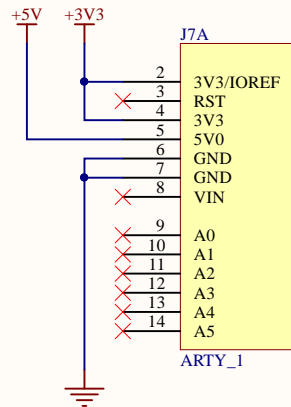 +5V +3V3
J7A
2 3V3/IOREF
3 RST
4 3V3
5 5V0
6 GND
7 GND
8 VIN
9 A0
10 A1
11 A2
12 A3
13 A4
14 A5
ARTY_1